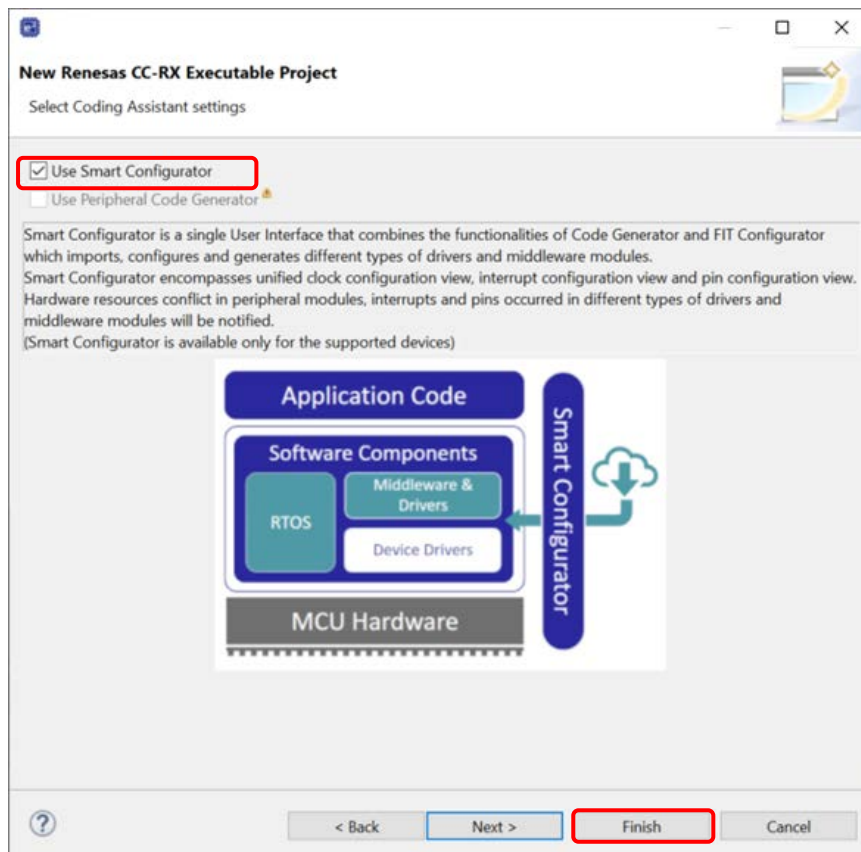 New Renesas CC-RX Executable Project
Select Coding Assistant settings
Use Smart Configurator
Use Peripheral Code Generator
Smart Configurator is a single User Interface that combines the functionalities of Code Generator and FIT Configurator
which imports, configures and generates different types of drivers and middleware modules.
Smart Configurator encompasses unified clock configuration view, interrupt configuration view and pin configuration view.
Hardware resources conflict in peripheral modules, interrupts and pins occurred in different types of drivers and
middleware modules will be notified.
(Smart Configurator is available only for the supported devices)
Application Code
Software Components
RTOS
Middleware &
Drivers
Device Drivers
MCU Hardware
Smart Configurator
?
< Back
Next >
Finish
Cancel